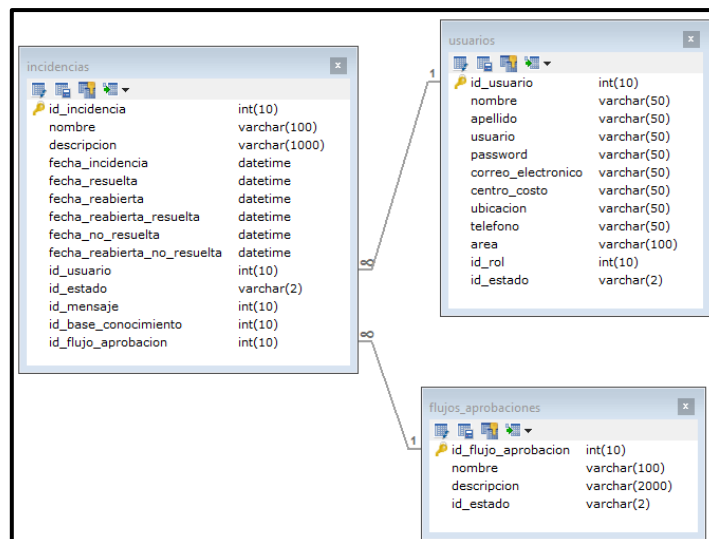 incidencias
id_incidencia int(10)
nombre varchar(100)
descripcion varchar(1000)
fecha_incidencia datetime
fecha_resuelta datetime
fecha_reabierta datetime
fecha_reabierta_resuelta datetime
fecha_no_resuelta datetime
fecha_reabierta_no_resulta datetime
id_usuario int(10)
id_estado varchar(2)
id_mensaje int(10)
id_base_conocimiento int(10)
id_flujo_aprobacion int(10)
1
∞
∞
1
usuarios
x
id_usuario int(10)
nombre varchar(50)
apellido varchar(50)
usuario varchar(50)
password varchar(50)
correo_electronico varchar(50)
centro_costo varchar(50)
ubicacion varchar(50)
telefono varchar(50)
area varchar(100)
id_rol int(10)
id_estado varchar(2)
flujos_aprobaciones
x
id_flujo_aprobacion int(10)
nombre varchar(100)
descripcion varchar(2000)
id_estado varchar(2)